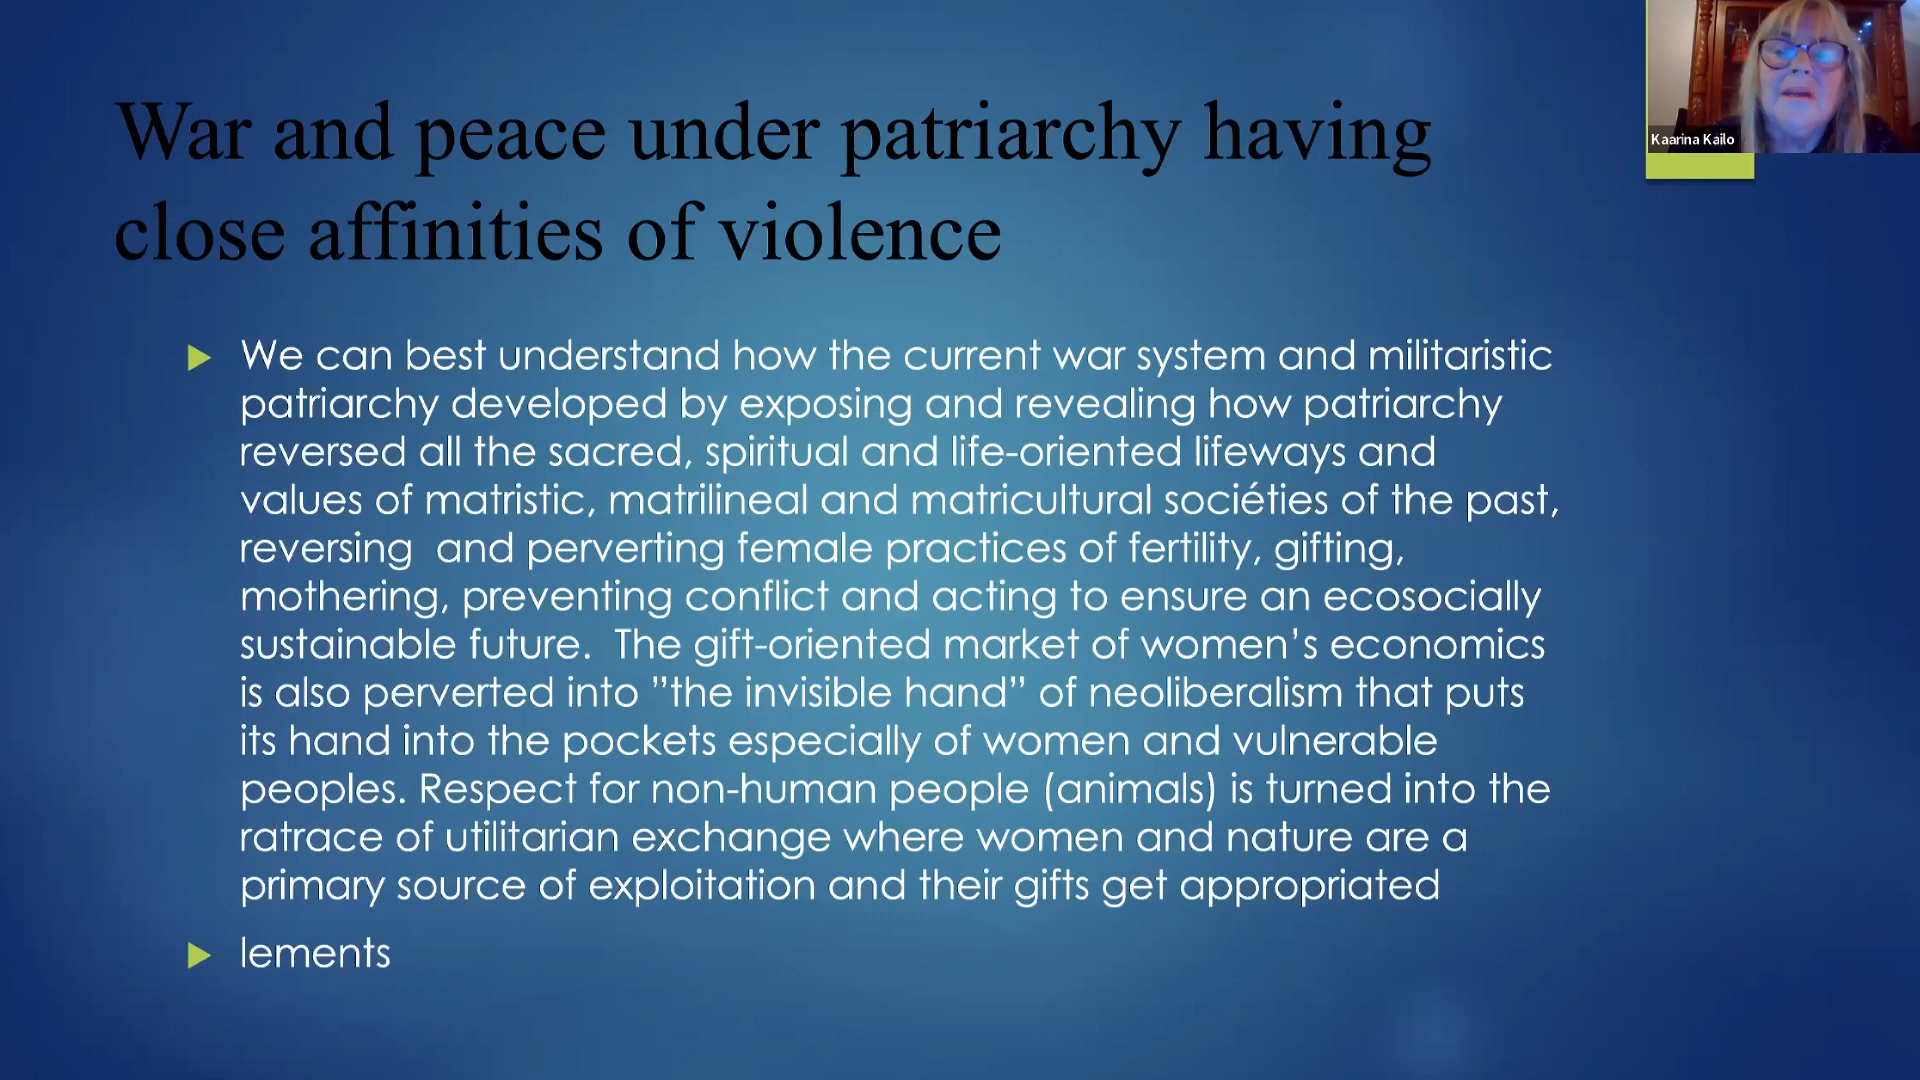 War and peace under patriarchy having
close affinities of violence
Kaarina Kailo
We can best understand how the current war system and militaristic
patriarchy developed by exposing and revealing how patriarchy
reversed all the sacred, spiritual and life-oriented lifeways and
values of matristic, matrilineal and matricultural sociéties of the past,
reversing  and perverting female practices of fertility, gifting,
mothering, preventing conflict and acting to ensure an ecosocially
sustainable future.  The gift-oriented market of women’s economics
is also perverted into ”the invisible hand” of neoliberalism that puts
its hand into the pockets especially of women and vulnerable
peoples. Respect for non-human people (animals) is turned into the
ratrace of utilitarian exchange where women and nature are a
primary source of exploitation and their gifts get appropriated
lements